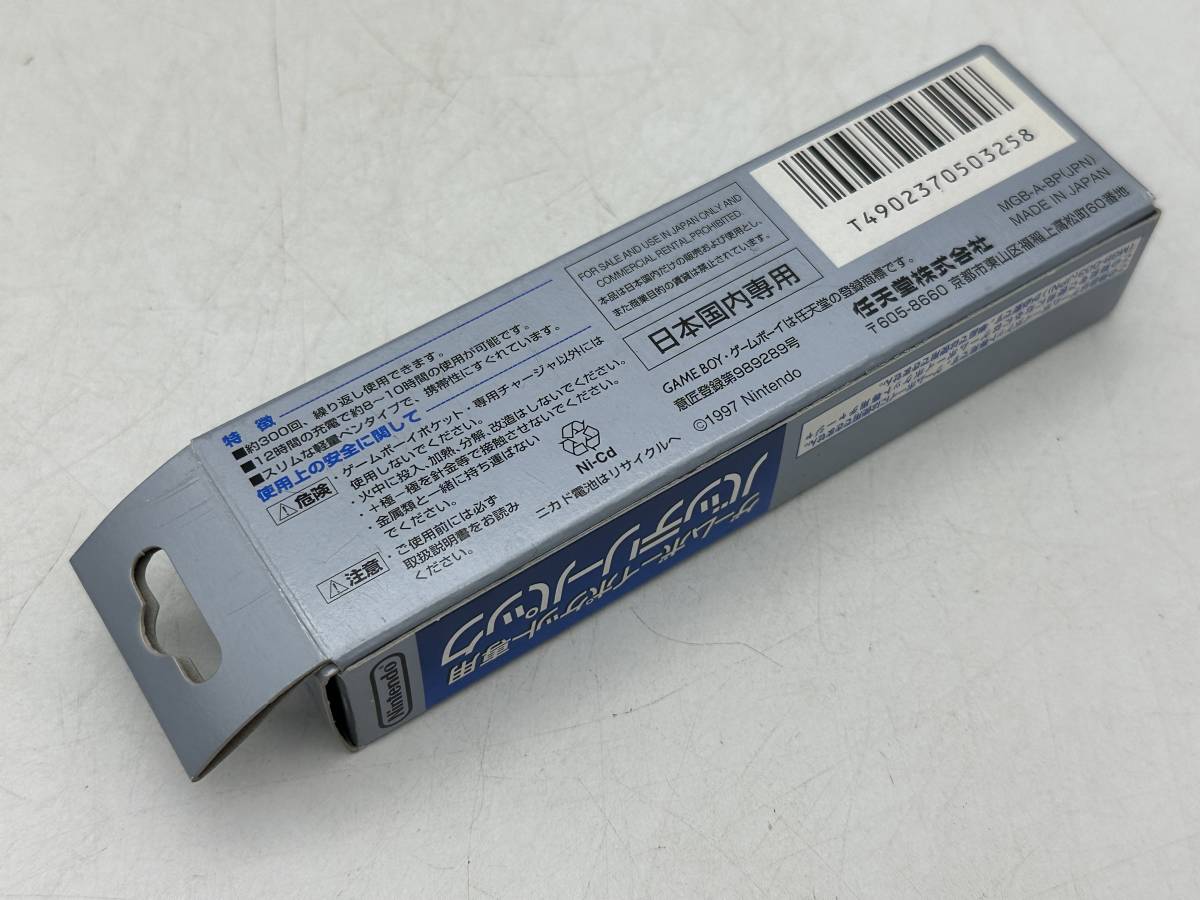 特徴
■約300回、繰り返し使用できます。
■12時間の充電で約8~10時間の使用が可能です。
■スリムな軽量ペンタイプで、携帯性にすぐれています。
使用上の安全に関して
⚠危険
・ゲームボーイポケット・専用チャージャ以外には
使用しないでください。
・火中に投入、加熱、分解、改造はしないでください。
・+極−極を針金等で接触させないでください。
・金属類と一緒に持ち運ばない
でください。
⚠注意
・ご使用前には必ず
取扱説明書をお読み
ください。
Ni-Cd
ニカド電池はリサイクルへ
FOR SALE AND USE IN JAPAN ONLY AND
COMMERCIAL RENTAL PROHIBITED.
本品は日本国内だけの販売および使用とし、
また商業目的の賃貸は禁止されています。
日本国内専用
GAME BOY・ゲームボーイは任天堂の登録商標です。
意匠登録第989289号
©1997 Nintendo
T4902370503258
MGB-A-BP(JPN)
MADE IN JAPAN
任天堂株式会社
〒605-8660 京都市東山区福稲上高松町60番地
Nintendo
ゲームボーイポケット専用
バッテリーパック